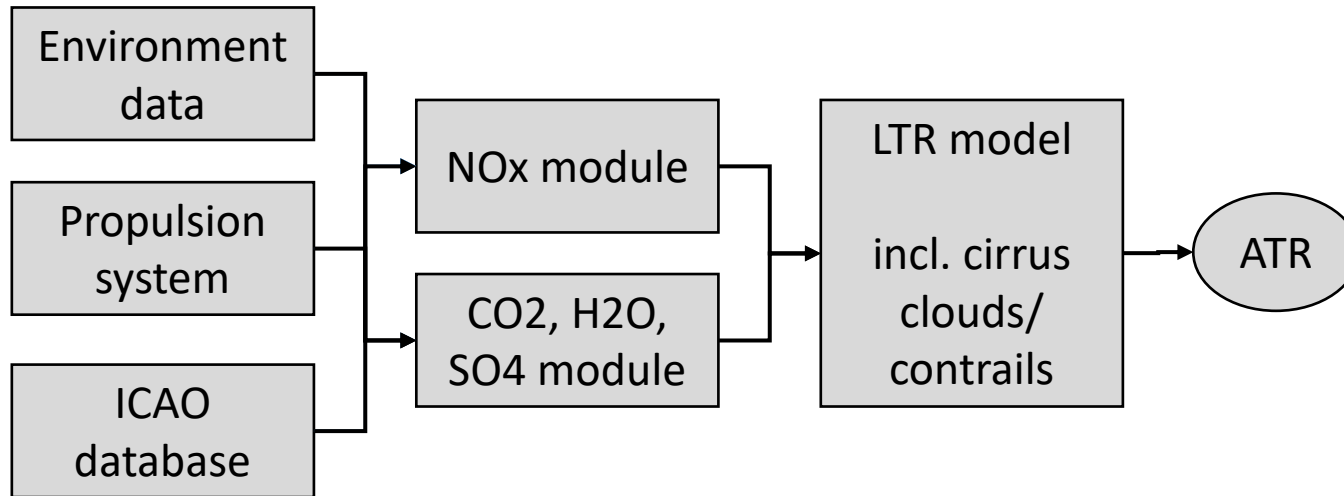 Environment
data
Propulsion
system
ICAO
database
NOx module
CO2, H2O,
SO4 module
LTR model
incl. cirrus
clouds/
contrails
ATR